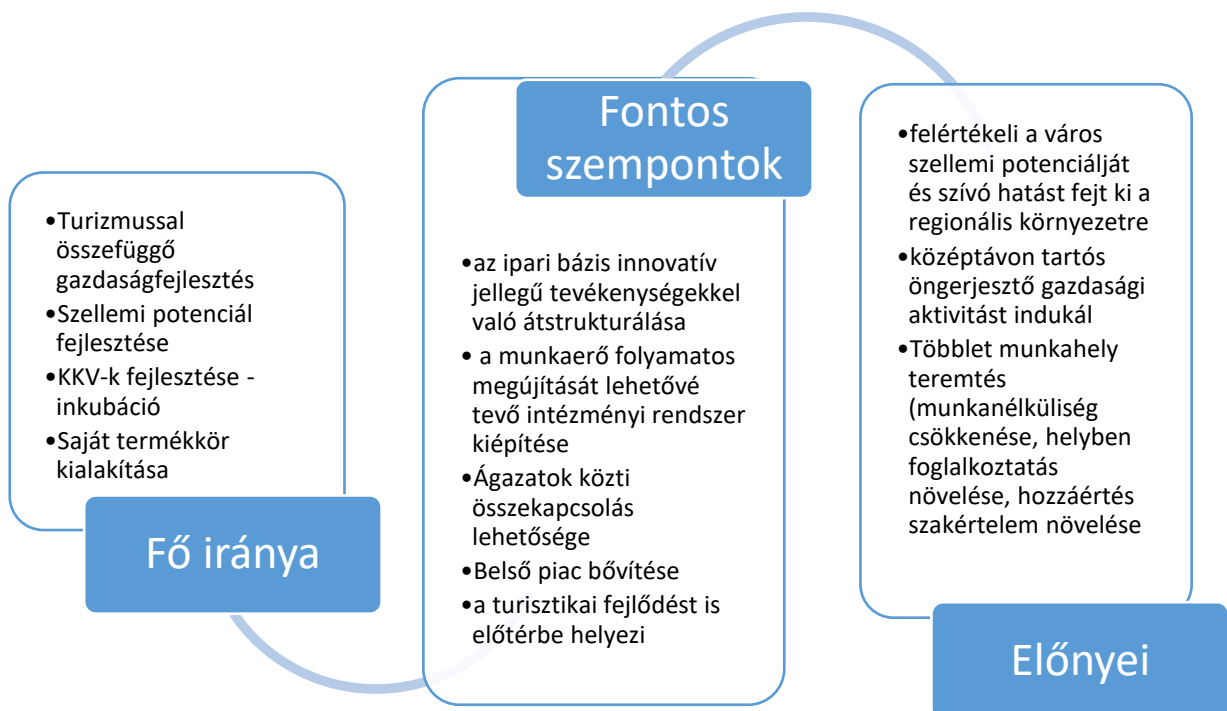 •Turizmussal
összefüggő
gazdaságfejlesztés
•Szellemi potenciál
fejlesztése
•KKV-k fejlesztése -
inkubáció
•Saját termékkör
kialakítása
Fő iránya
Fontos
szempontok
•az ipari bázis innovatív
jellegű tevékenységekkel
való átstrukturálása
• a munkaerő folyamatos
megújítását lehetővé
tevő intézményi rendszer
kiépítése
•Ágazatok közti
összekapcsolás
lehetősége
•Belső piac bővítése
•a turisztikai fejlődést is
előtérbe helyezi
•felértékeli a város
szellemi potenciálját
és szívó hatást fejt ki a
regionális környezetre
•középtávon tartós
öngerjesztő gazdasági
aktivitást indukál
•Többlet munkahely
teremtés
(munkanélküliség
csökkenése, helyben
foglalkoztatás
növelése, hozzáértés
szakértelem növelése
Előnyei